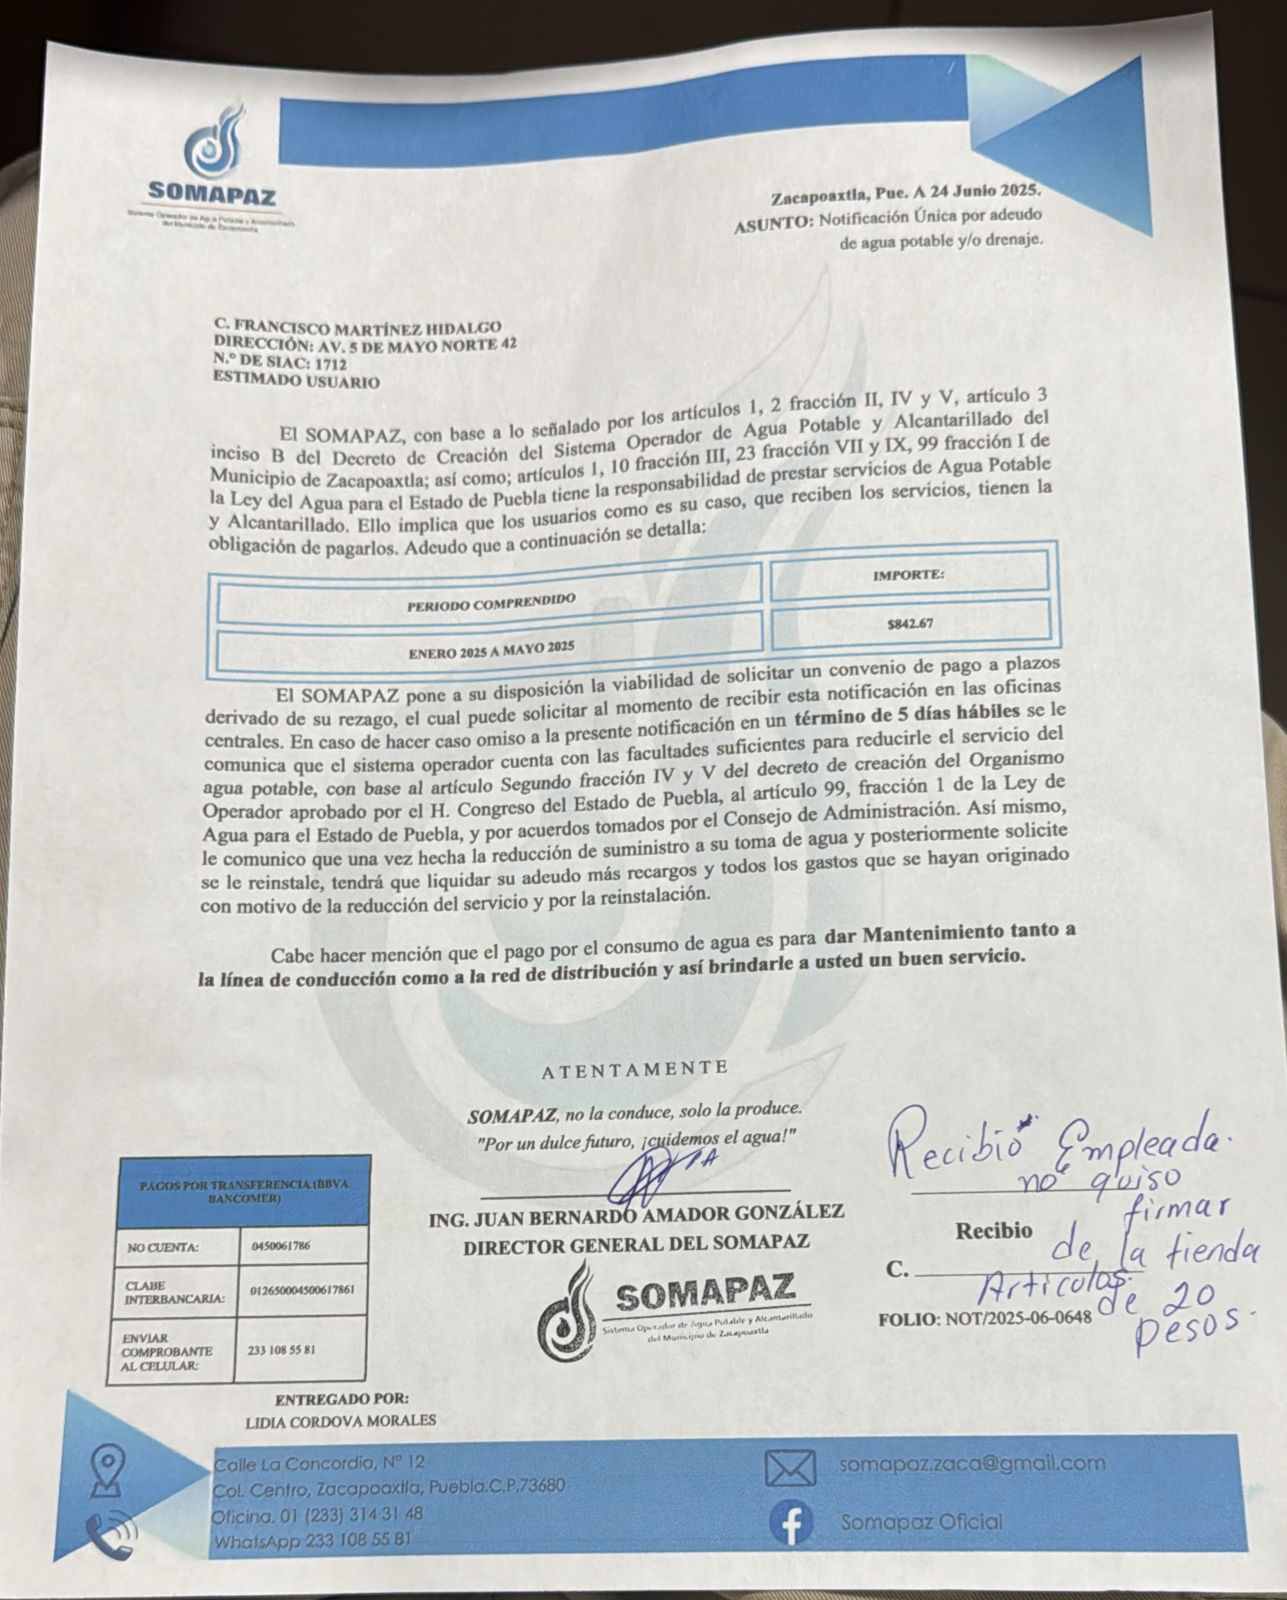 SOMAPAZ
Sistema Operador de Agua Potable y Alcantarillado
del Municipio de Zacapoaxtla
Zacapoaxtla, Pue. A 24 Junio 2025.
ASUNTO: Notificación Única por adeudo
de agua potable y/o drenaje.
C. FRANCISCO MARTÍNEZ HIDALGO
DIRECCIÓN: AV. 5 DE MAYO NORTE 42
N.º DE SIAC: 1712
ESTIMADO USUARIO
El SOMAPAZ, con base a lo señalado por los artículos 1, 2 fracción II, IV y V, artículo 3
inciso B del Decreto de Creación del Sistema Operador de Agua Potable y Alcantarillado del
Municipio de Zacapoaxtla; así como; artículos 1, 10 fracción III, 23 fracción VII y IX, 99 fracción I de
la Ley del Agua para el Estado de Puebla tiene la responsabilidad de prestar servicios de Agua Potable
y Alcantarillado. Ello implica que los usuarios como es su caso, que reciben los servicios, tienen la
obligación de pagarlos. Adeudo que a continuación se detalla:
PERIODO COMPRENDIDO
IMPORTE:
ENERO 2025 A MAYO 2025
$842.67
El SOMAPAZ pone a su disposición la viabilidad de solicitar un convenio de pago a plazos
derivado de su rezago, el cual puede solicitar al momento de recibir esta notificación en las oficinas
centrales. En caso de hacer caso omiso a la presente notificación en un término de 5 días hábiles se le
comunica que el sistema operador cuenta con las facultades suficientes para reducirle el servicio del
agua potable, con base al artículo Segundo fracción IV y V del decreto de creación del Organismo
Operador aprobado por el H. Congreso del Estado de Puebla, al artículo 99, fracción 1 de la Ley de
Agua para el Estado de Puebla, y por acuerdos tomados por el Consejo de Administración. Así mismo,
le comunico que una vez hecha la reducción de suministro a su toma de agua y posteriormente solicite
se le reinstale, tendrá que liquidar su adeudo más recargos y todos los gastos que se hayan originado
con motivo de la reducción del servicio y por la reinstalación.
Cabe hacer mención que el pago por el consumo de agua es para dar Mantenimiento tanto a
la línea de conducción como a la red de distribución y así brindarle a usted un buen servicio.
ATENTAMENTE
SOMAPAZ, no la conduce, solo la produce.
"Por un dulce futuro, ¡cuidemos el agua!"
ING. JUAN BERNARDO AMADOR GONZÁLEZ
DIRECTOR GENERAL DEL SOMAPAZ
SOMAPAZ
Sistema Operador de Agua Potable y Alcantarillado
del Municipio de Zacapoaxtla
Recibió Empleada.
no quiso
firmar
de la tienda
Artículos
de 20
pesos.
Recibio
C.
FOLIO: NOT/2025-06-0648
PAGOS POR TRANSFERENCIA (BBVA
BANCOMER)
NO CUENTA:
0450061786
CLABE
INTERBANCARIA:
012650004500617861
ENVIAR
COMPROBANTE
AL CELULAR:
233 108 55 81
ENTREGADO POR:
LIDIA CORDOVA MORALES
Calle La Concordia, N° 12
Col. Centro, Zacapoaxtla, Puebla.C.P.73680
Oficina. 01 (233) 314 31 48
WhatsApp 233 108 55 81
somapaz.zaca@gmail.com
Somapaz Oficial